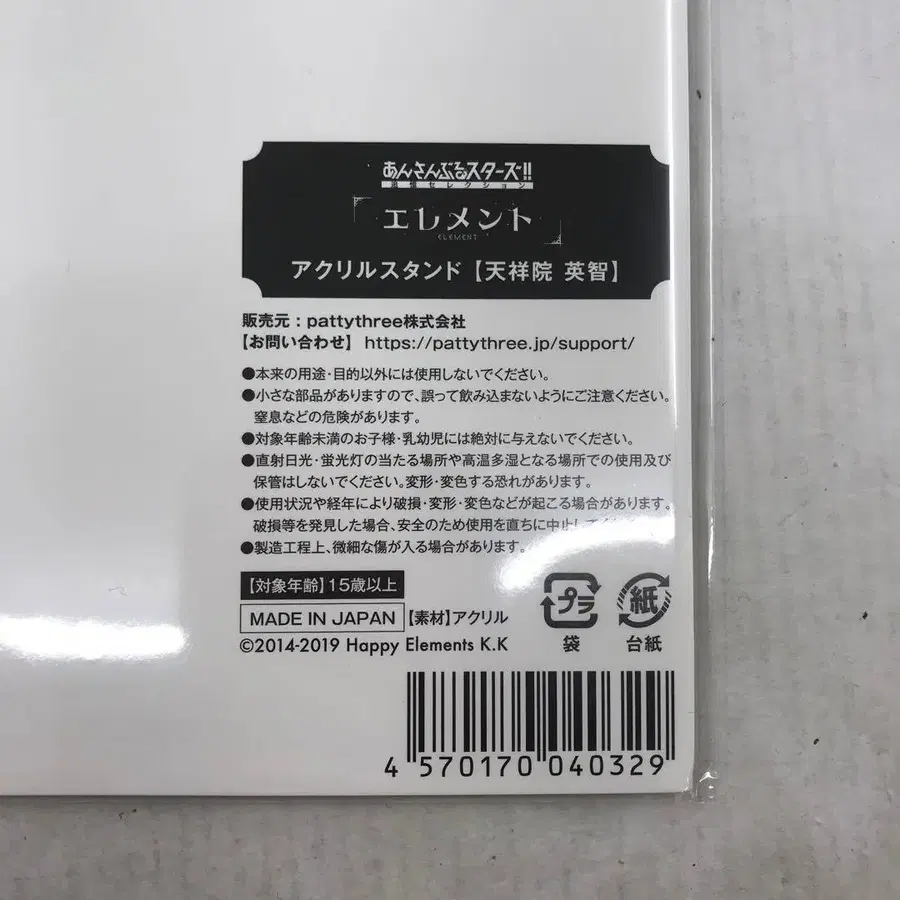 あんさんぶるスターズ!!
追憶セレクション
「エレメント」
ELEMENT
アクリルスタンド【天祥院 英智】
販売元：pattythree株式会社
【お問い合わせ】 https://pattythree.jp/support/
●本来の用途・目的以外には使用しないでください。
●小さな部品がありますので、誤って飲み込まないようにご注意ください。
窒息などの危険があります。
●対象年齢未満のお子様・乳幼児には絶対に与えないでください。
●直射日光・蛍光灯の当たる場所や高温多湿となる場所での使用及び
保管はしないでください。変形・変色する恐れがあります。
●使用状況や経年により破損・変形・変色などが起こる場合があります。
破損等を発見した場合、安全のため使用を直ちに中止してください。
●製造工程上、微細な傷が入る場合があります。
【対象年齢】15歳以上
MADE IN JAPAN 【素材】アクリル
©2014-2019 Happy Elements K.K
プラ
袋
紙
台紙
4 570170 040329